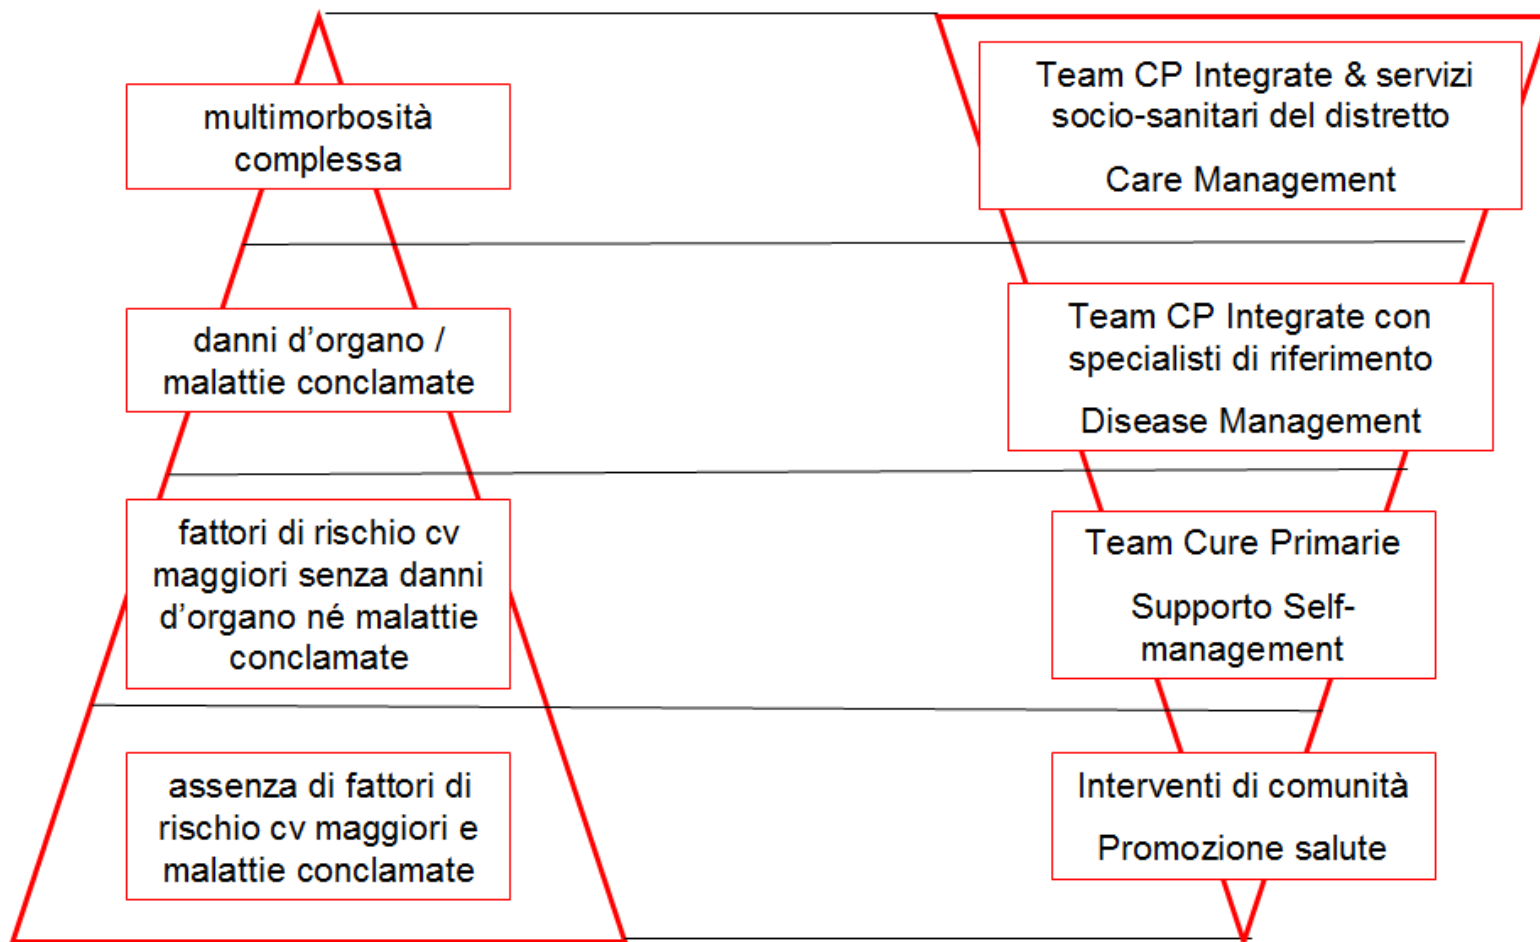 multimorbosità
complessa
Team CP Integrate & servizi
socio-sanitari del distretto
Care Management
danni d’organo /
malattie conclamate
Team CP Integrate con
specialisti di riferimento
Disease Management
fattori di rischio cv
maggiori senza danni
d’organo né malattie
conclamate
Team Cure Primarie
Supporto Self-
management
assenza di fattori di
rischio cv maggiori e
malattie conclamate
Interventi di comunità
Promozione salute